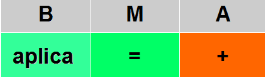 B M A
aplica = +